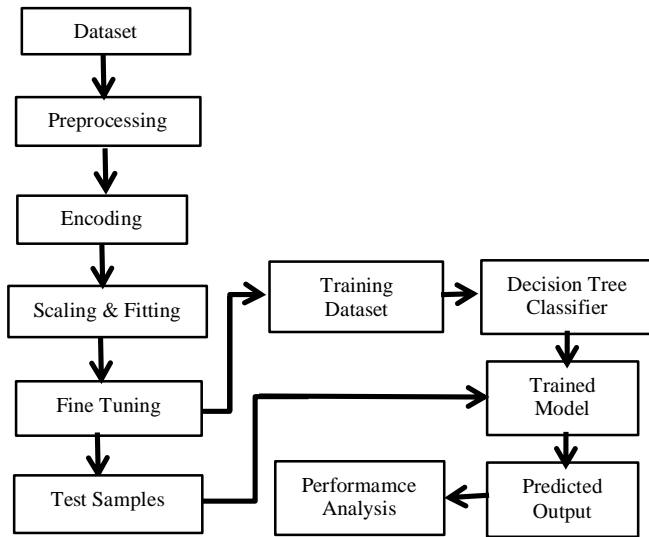 Dataset
Preprocessing
Encoding
Scaling & Fitting
Fine Tuning
Test Samples
Training
Dataset
Decision Tree
Classifier
Trained
Model
Predicted
Output
Performamce
Analysis